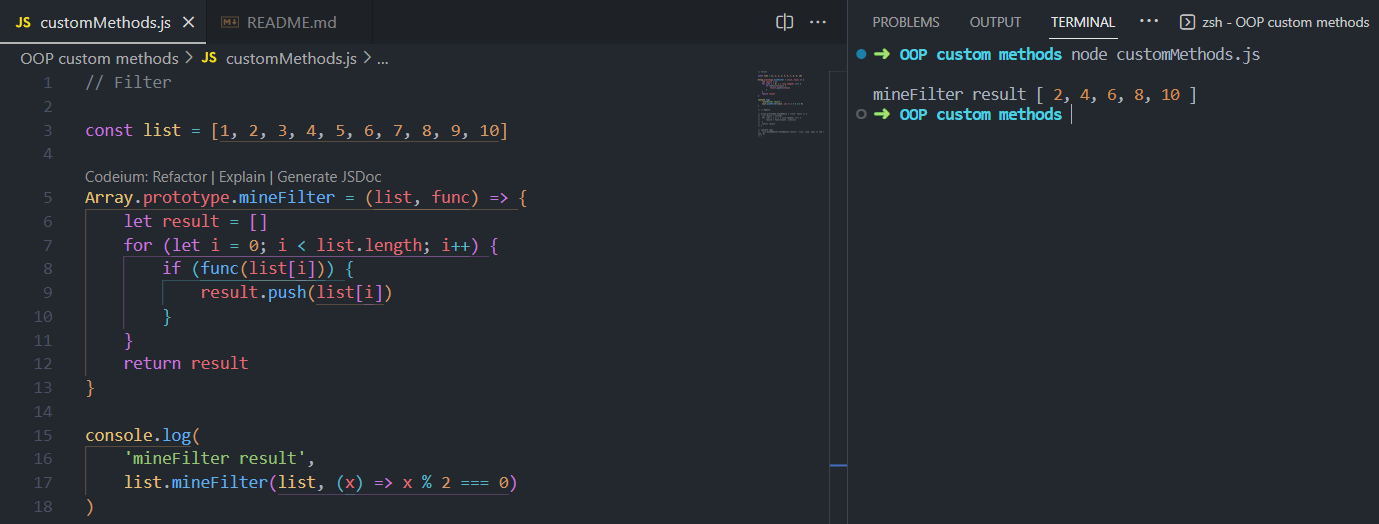 JS customMethods.js
README.md
PROBLEMS OUTPUT TERMINAL ··· zsh - OOP custom methods
OOP custom methods > JS customMethods.js > ...
1 // Filter
2
3 const list = [1, 2, 3, 4, 5, 6, 7, 8, 9, 10]
4
Codeium: Refactor | Explain | Generate JSDoc
5 Array.prototype.mineFilter = (list, func) => {
6 let result = []
7 for (let i = 0; i < list.length; i++) {
8 if (func(list[i])) {
9 result.push(list[i])
10 }
11 }
12 return result
13 }
14
15 console.log(
16 'mineFilter result',
17 list.mineFilter(list, (x) => x % 2 === 0)
18 )
➜ OOP custom methods node customMethods.js
mineFilter result [ 2, 4, 6, 8, 10 ]
➜ OOP custom methods